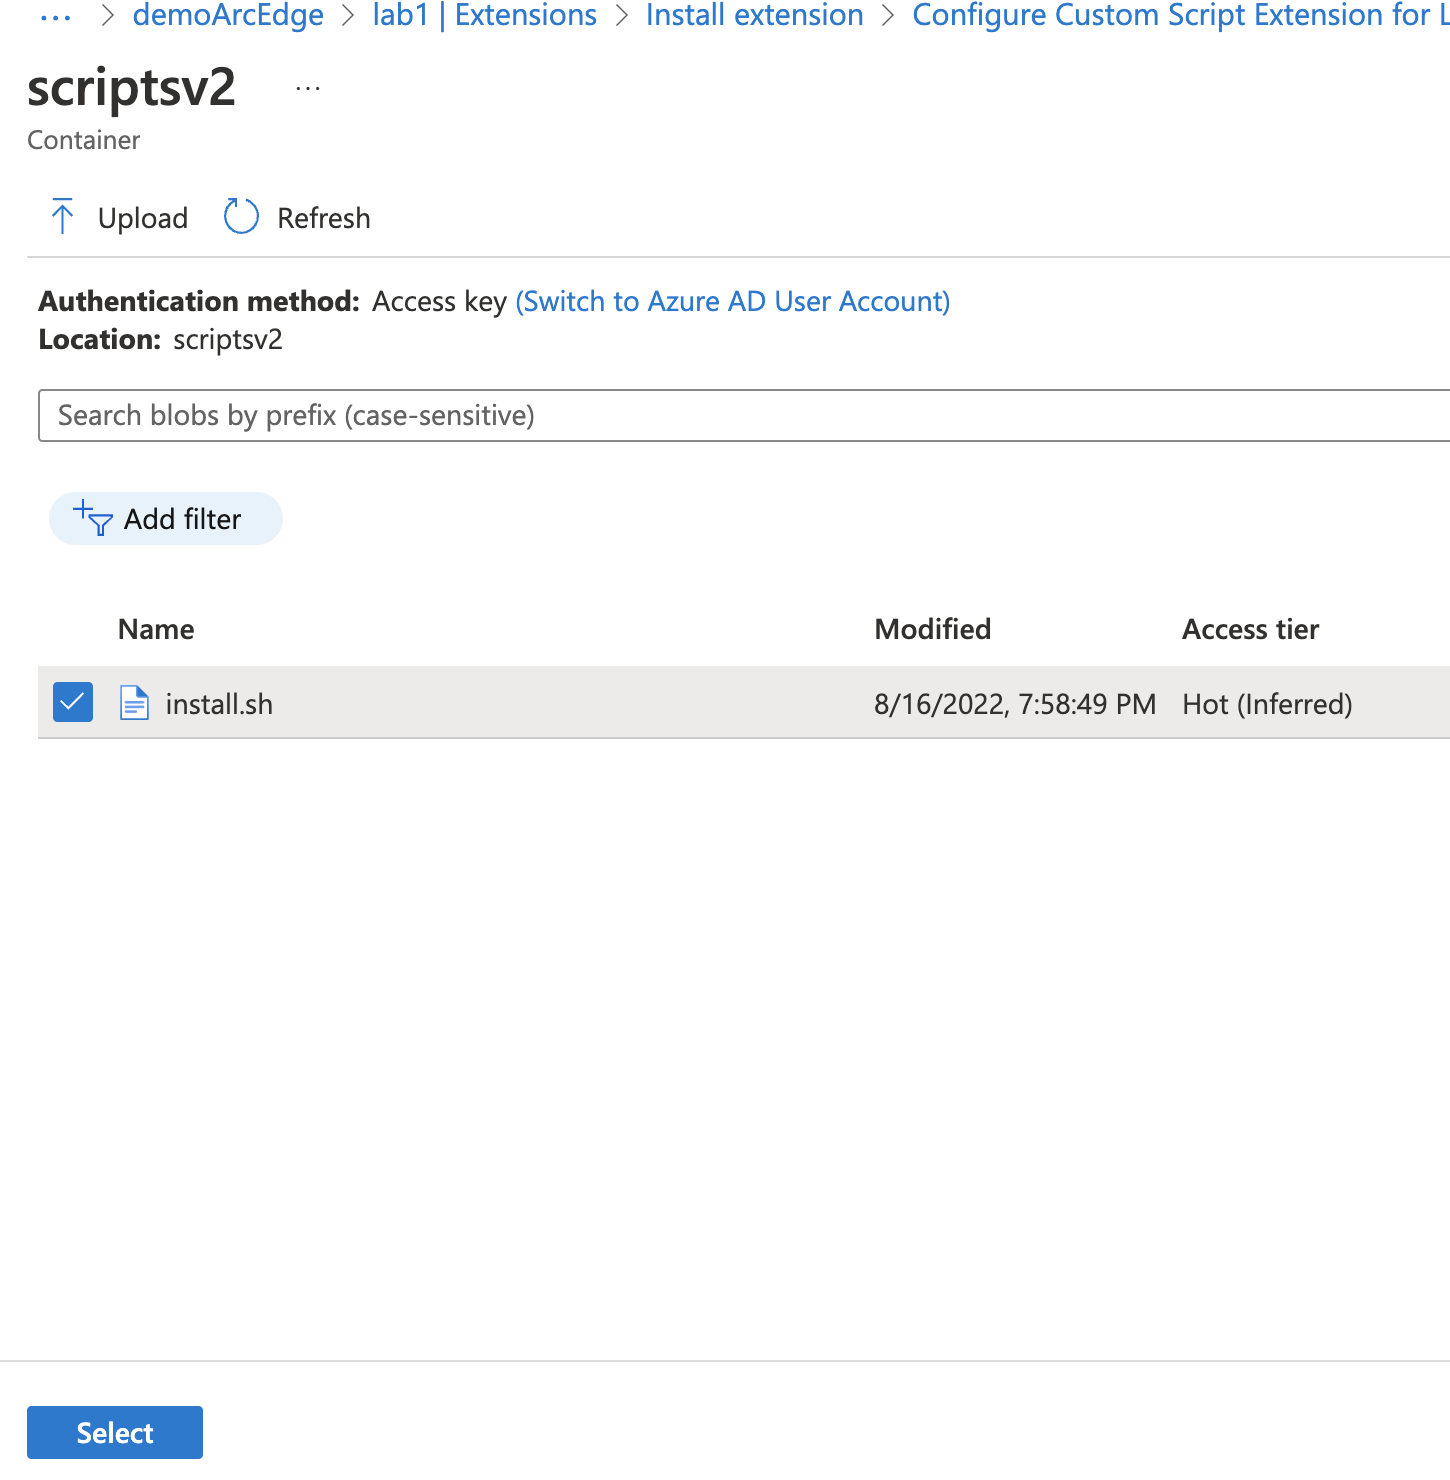 ... > demoArcEdge > lab1 | Extensions > Install extension > Configure Custom Script Extension for L
scriptsv2 ...
Container
Upload Refresh
Authentication method: Access key (Switch to Azure AD User Account)
Location: scriptsv2
Search blobs by prefix (case-sensitive)
Add filter
Name Modified Access tier
install.sh 8/16/2022, 7:58:49 PM Hot (Inferred)
Select